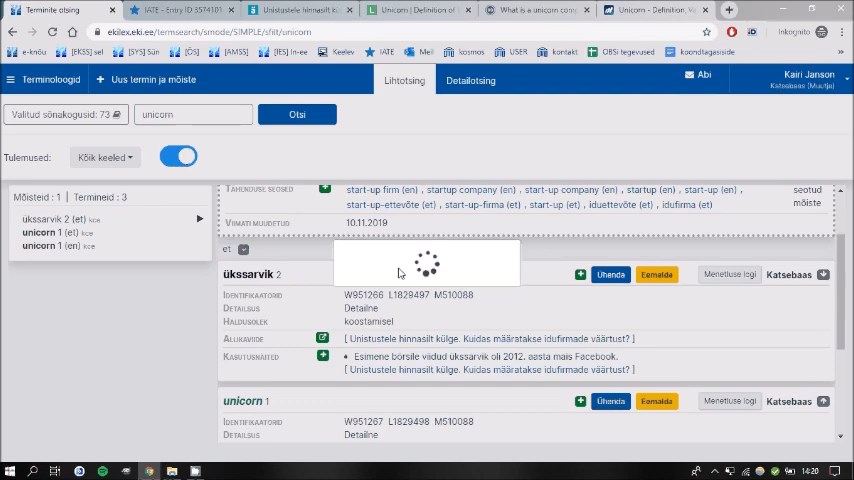 Terminite otsing
IATE - Entry ID 3574101
Unistustele hinnasilt kü
Unicorn | Definition of
What is a unicorn comp
Unicorn - Definition, Va
ekilex.eki.ee/termsearch/smode/SIMPLE/sfilt/unicorn
Inkognito
e-knõu
[EKSS] sel
[SYS] Sün
[ÕS]
[AMSS]
[IES] In-ee
Keelev
IATE
Meil
kosmos
USER
kontakt
OBSi tegevused
koondtagasiside
Terminoloogid
Uus termin ja mõiste
Lihtotsing
Detailotsing
Abi
Kairi Janson
Katsebaas (Muutja)
Valitud sõnakogusid: 73
unicorn
Otsi
Tulemused:
Kõik keeled
Mõisteid : 1 | Termineid : 3
ükssarvik 2 (et) kce
unicorn 1 (et) kce
unicorn 1 (en) kce
TÄHENDUSE SEOSED
start-up firm (en) , startup company (en) , start-up company (en) , startup (en) , start-up (en) ,
start-up-ettevõte (et) , start-up-firma (et) , start-up (et) , iduettevõte (et) , idufirma (et)
seotud
mõiste
VIIMATI MUUDETUD
10.11.2019
et
ükssarvik 2
Ühenda
Eemalda
Menetluse logi
Katsebaas
IDENTIFIKAATORID
W951266 L1829497 M510088
DETAILSUS
Detailne
HALDUSOLEK
koostamisel
ALLIKAVIIDE
[ Unistustele hinnasilt külge. Kuidas määratakse idufirmade väärtust? ]
KASUTUSNÄITED
Esimene börsile viidud ükssarvik oli 2012. aasta mais Facebook.
[ Unistustele hinnasilt külge. Kuidas määratakse idufirmade väärtust? ]
unicorn 1
Ühenda
Eemalda
Menetluse logi
Katsebaas
IDENTIFIKAATORID
W951267 L1829498 M510088
DETAILSUS
Detailne
14:20